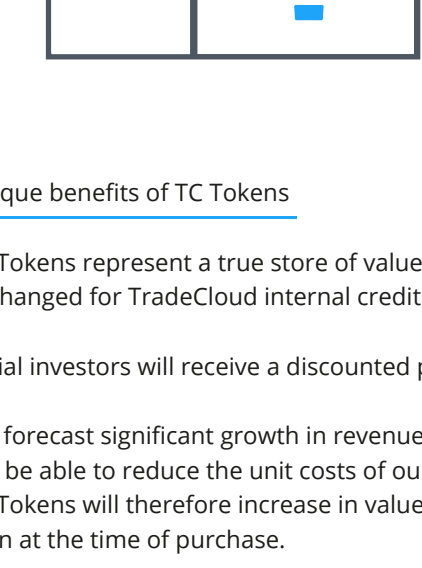 que benefits of TC Tokens
Tokens represent a true store of value
hanged for TradeCloud internal credit
ial investors will receive a discounted p
forecast significant growth in revenue
be able to reduce the unit costs of ou
Tokens will therefore increase in value
n at the time of purchase.